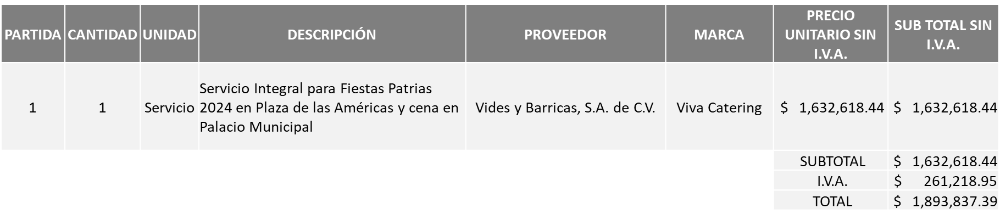 PARTIDA CANTIDAD UNIDAD DESCRIPCIÓN PROVEEDOR MARCA PRECIO UNITARIO SIN I.V.A. SUB TOTAL SIN I.V.A.
1 1 Servicio Servicio Integral para Fiestas Patrias 2024 en Plaza de las Américas y cena en Palacio Municipal Vides y Barricas, S.A. de C.V. Viva Catering $ 1,632,618.44 $ 1,632,618.44
SUBTOTAL $ 1,632,618.44
I.V.A. $ 261,218.95
TOTAL $ 1,893,837.39